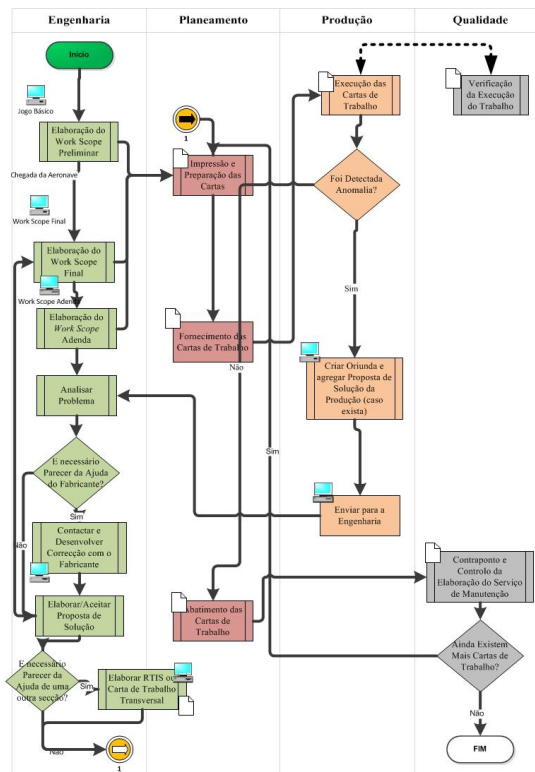 Engenharia
Planeamento
Produção
Qualidade
Início
Jogo Básico
Elaboração do
Work Scope
Preliminar
Chegada da Aeronave
Work Scope Final
Elaboração do
Work Scope
Final
Work Scope Adenda
Elaboração do
Work Scope
Adenda
Analisar
Problema
E necessário
Parecer da Ajuda
do Fabricante?
Sim
Não
Contactar e
Desenvolver
Correcção com o
Fabricante
Elaborar/Aceitar
Proposta de
Solução
E necessário
Parecer da
Ajuda de uma
outra secção?
Sim
Não
1
Elaborar RTIS ou
Carta de Trabalho
Transversal
1
Impressão e
Preparação das
Cartas
Fornecimento das
Cartas de Trabalho
Não
Sim
Abatimento das
Cartas de
Trabalho
Execução das
Cartas de
Trabalho
Foi Detectada
Anomalia?
Sim
Criar Oriunda e
agregar Proposta de
Solução da
Produção (caso
exista)
Enviar para a
Engenharia
Verificação
da Execução
do Trabalho
Contraponto e
Controlo da
Elaboração do Serviço
de Manutenção
Ainda Existem
Mais Cartas de
Trabalho?
Não
FIM